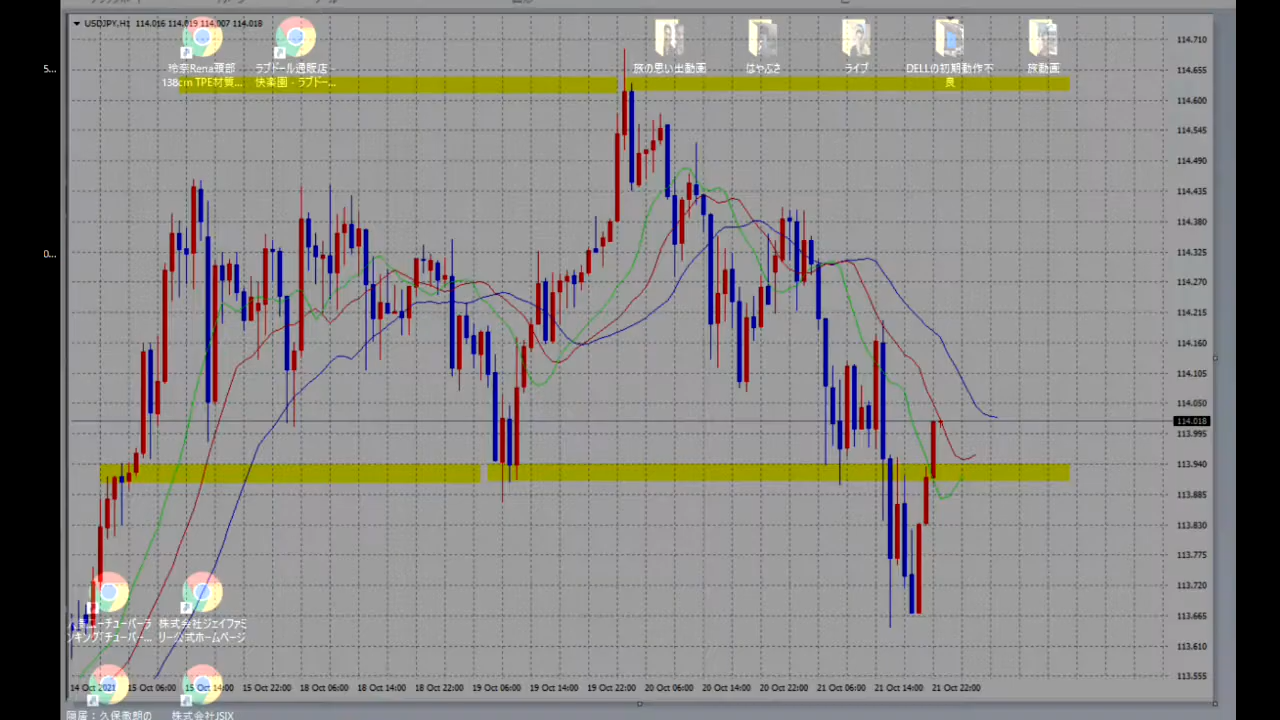 USDJPY,H1 114.016 114.019 114.007 114.018
玲奈Rena頭部
138cm TPE材質...
ラブドール通販店
快楽園・ラブドー...
旅の思い出動画
はやぶさ
ライブ
DELLの初期動作不
良
旅動画
5...
0...
114.710
114.655
114.600
114.545
114.490
114.435
114.380
114.325
114.270
114.215
114.160
114.105
114.050
114.018
113.995
113.940
113.885
113.830
113.775
113.720
113.665
113.610
113.555
ンキング[チューバー...
株式会社ジェイファミ
リー公式ホームページ
14 Oct 2021 15 Oct 06:00 15 Oct 14:00 15 Oct 22:00 18 Oct 06:00 18 Oct 14:00 18 Oct 22:00 19 Oct 06:00 19 Oct 14:00 19 Oct 22:00 20 Oct 06:00 20 Oct 14:00 20 Oct 22:00 21 Oct 06:00 21 Oct 14:00 21 Oct 22:00
株式会社JSIX